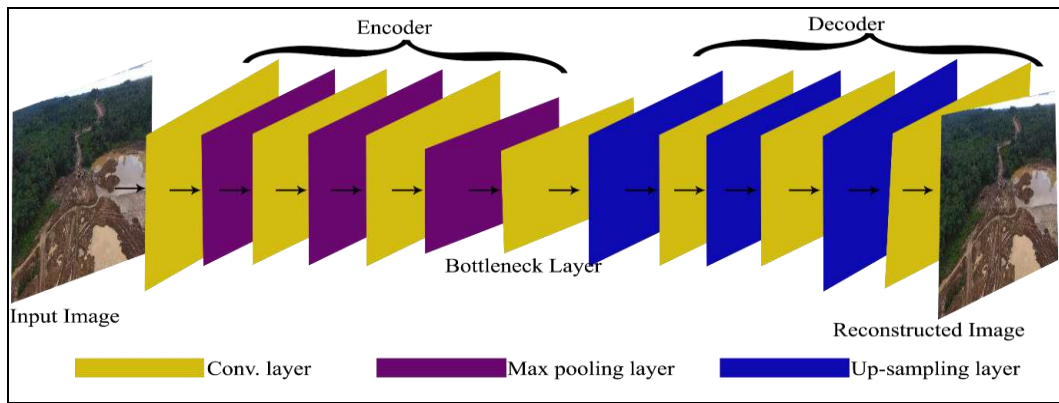 Encoder
Decoder
Bottleneck Layer
Input Image
Reconstructed Image
Conv. layer
Max pooling layer
Up-sampling layer